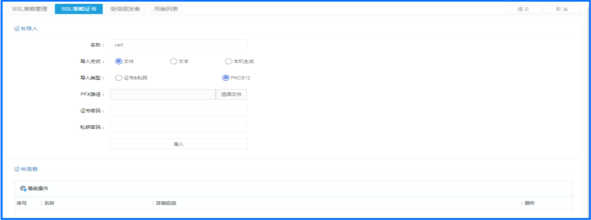 SSL策略管理 SSL策略证书 受信颁发者 吊销列表
证书导入
名称： cert
导入方式： 文件 文本 本机生成
导入类型： 证书&私钥 PKCS12
PFX路径： 选择文件
证书密码：
私钥密码：
导入
证书信息
高级操作
序号 名称 详细信息 操作